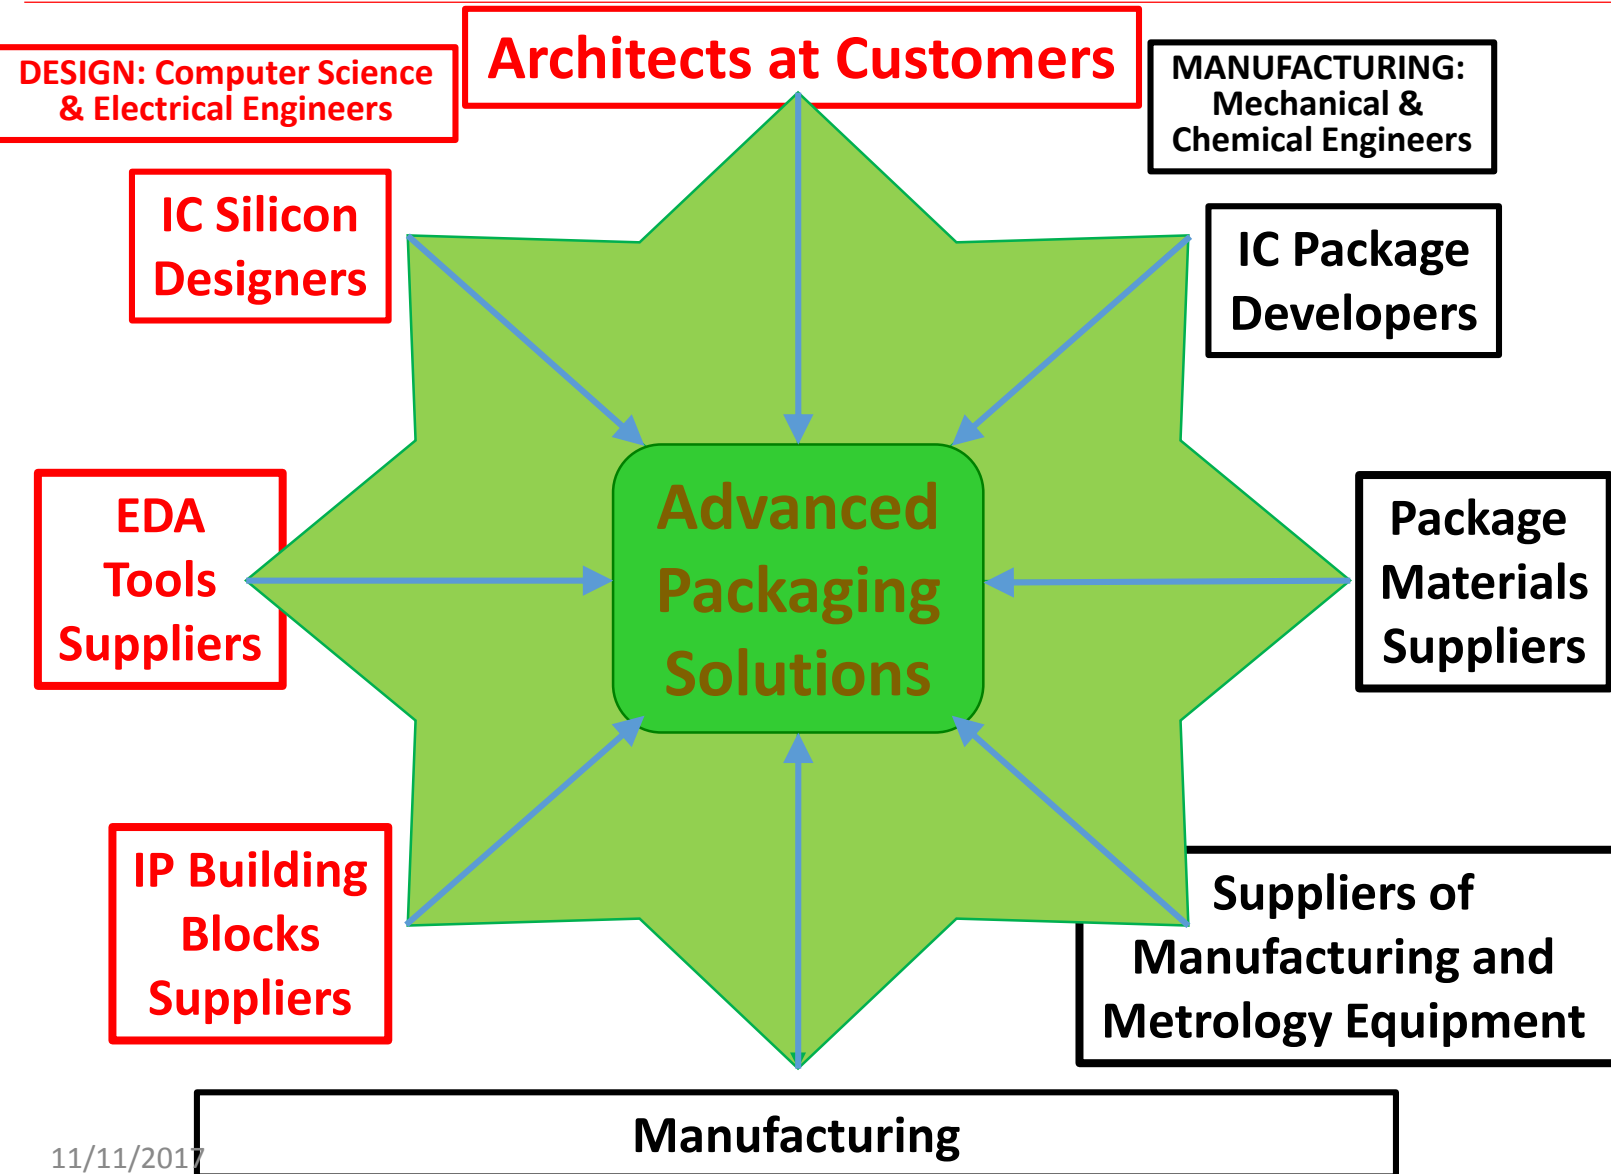 Architects at Customers
DESIGN: Computer Science
& Electrical Engineers
MANUFACTURING:
Mechanical &
Chemical Engineers
IC Silicon
Designers
IC Package
Developers
EDA
Tools
Suppliers
Advanced
Packaging
Solutions
Package
Materials
Suppliers
IP Building
Blocks
Suppliers
Suppliers of
Manufacturing and
Metrology Equipment
Manufacturing
11/11/2017